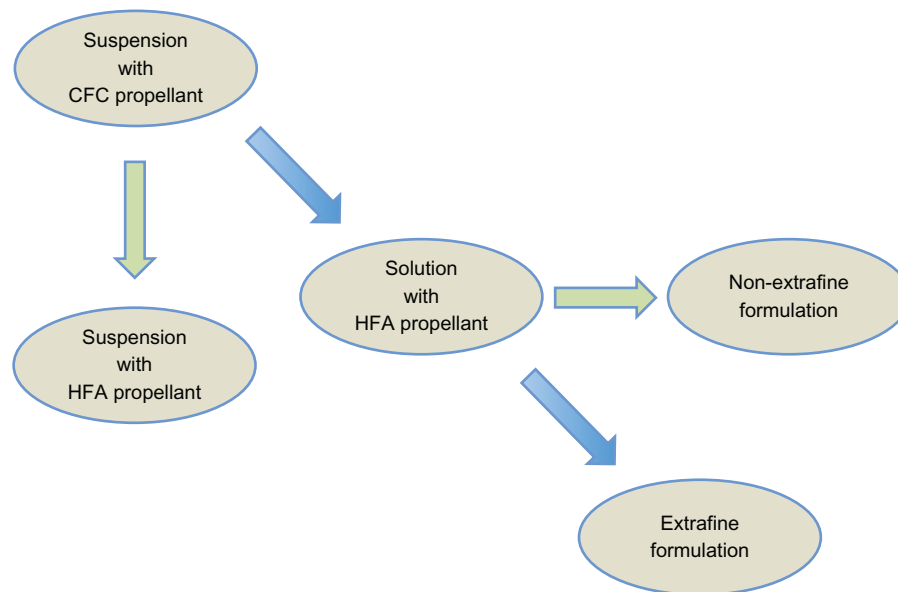 Suspension
with
CFC propellant
Solution
with
HFA propellant
Non-extrafine
formulation
Suspension
with
HFA propellant
Extrafine
formulation